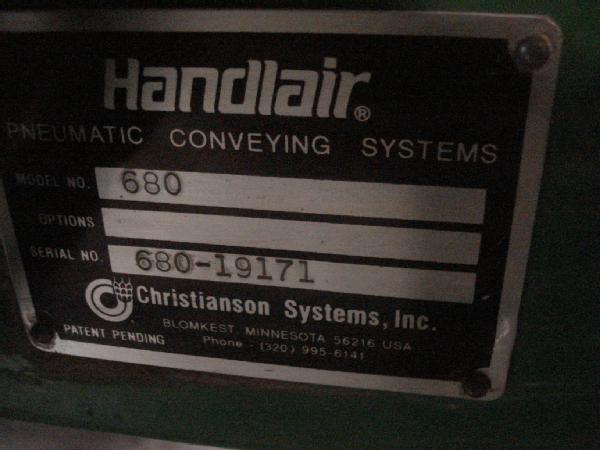 Handlair®
PNEUMATIC CONVEYING SYSTEMS
MODEL NO. 680
OPTIONS
SERIAL NO. 680-19171
Christianson Systems, Inc.
BLOMKEST, MINNESOTA 56216 USA
PATENT PENDING
Phone - (320) 995-6141